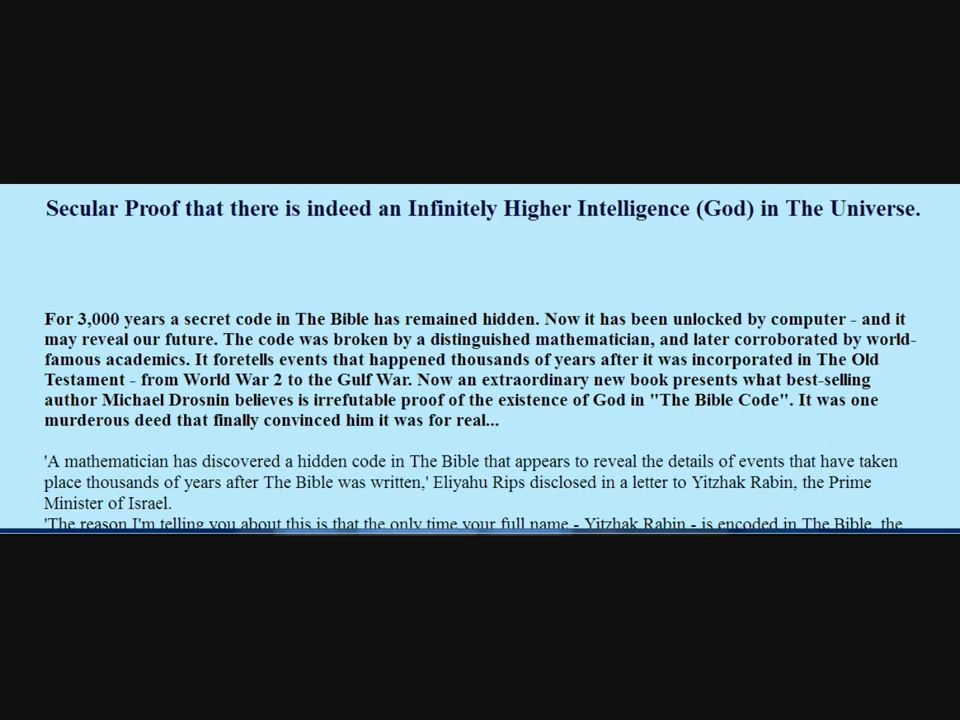 Secular Proof that there is indeed an Infinitely Higher Intelligence (God) in The Universe.
For 3,000 years a secret code in The Bible has remained hidden. Now it has been unlocked by computer - and it
may reveal our future. The code was broken by a distinguished mathematician, and later corroborated by world-
famous academics. It foretells events that happened thousands of years after it was incorporated in The Old
Testament - from World War 2 to the Gulf War. Now an extraordinary new book presents what best-selling
author Michael Drosnin believes is irrefutable proof of the existence of God in "The Bible Code". It was one
murderous deed that finally convinced him it was for real...
'A mathematician has discovered a hidden code in The Bible that appears to reveal the details of events that have taken
place thousands of years after The Bible was written,' Eliyahu Rips disclosed in a letter to Yitzhak Rabin, the Prime
Minister of Israel.
'The reason I'm telling you about this is that the only time your full name - Yitzhak Rabin - is encoded in The Bible, the